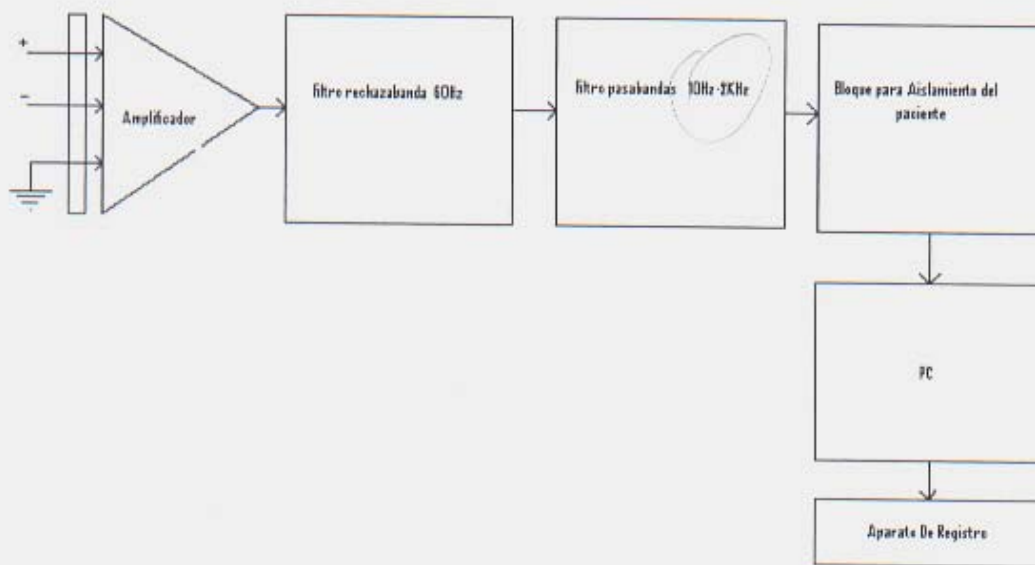 +
-
Amplificador
filtro rechazabanda 60Hz
Filtro pasabandas 10Hz-2KHz
Bloque para Aislamiento del
paciente
PC
Aparato De Registro